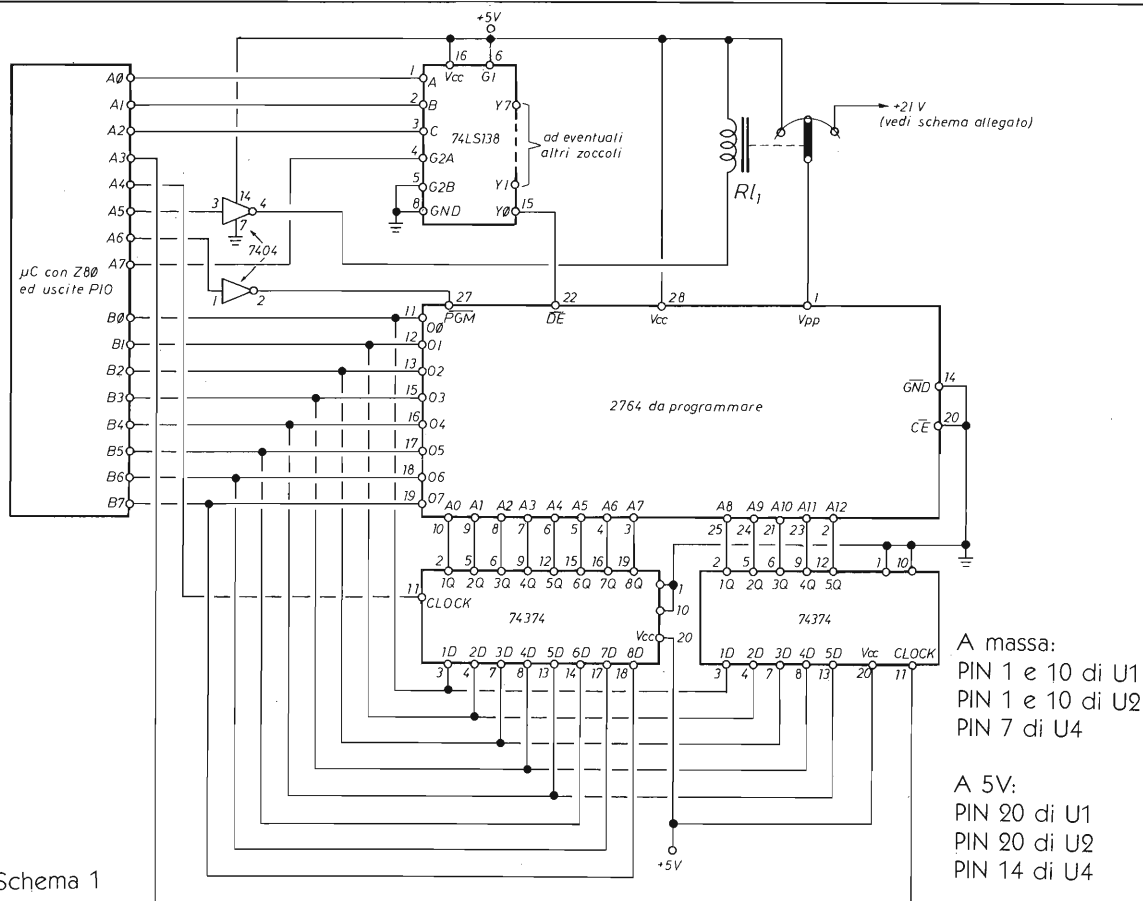 +5V
16 6
Vcc G1
A0 1 A
A1 2 B
A2 3 C
74LS138
A3 4 G2A
A4 5 G2B
8 GND
Y7
Y1
Y0 15
ad eventuali
altri zoccoli
+21 V
(vedi schema allegato)
Rl1
A5 3 14 4
7
A6 7404
A7 1 2
µC con Z80
ed uscite PIO
27 22 28 1
PGM DE Vcc Vpp
B0 11 O0
B1 12 O1
B2 13 O2
B3 15 O3
B4 16 O4
B5 17 O5
B6 18 O6
B7 19 O7
2764 da programmare
GND 14
CE 20
A0 A1 A2 A3 A4 A5 A6 A7 A8 A9 A10 A11 A12
10 9 8 7 6 5 4 3 25 24 21 23 2
2 5 6 9 12 15 16 19 2 5 6 9 12 1 10
1Q 2Q 3Q 4Q 5Q 6Q 7Q 8Q 1Q 2Q 3Q 4Q 5Q
11 CLOCK
1
10
74374
74374
Vcc 20
1D 2D 3D 4D 5D 6D 7D 8D 1D 2D 3D 4D 5D Vcc CLOCK
3 4 7 8 13 14 17 18 3 4 7 8 13 20 11
+5V
A massa:
PIN 1 e 10 di U1
PIN 1 e 10 di U2
PIN 7 di U4
A 5V:
PIN 20 di U1
PIN 20 di U2
PIN 14 di U4
Schema 1